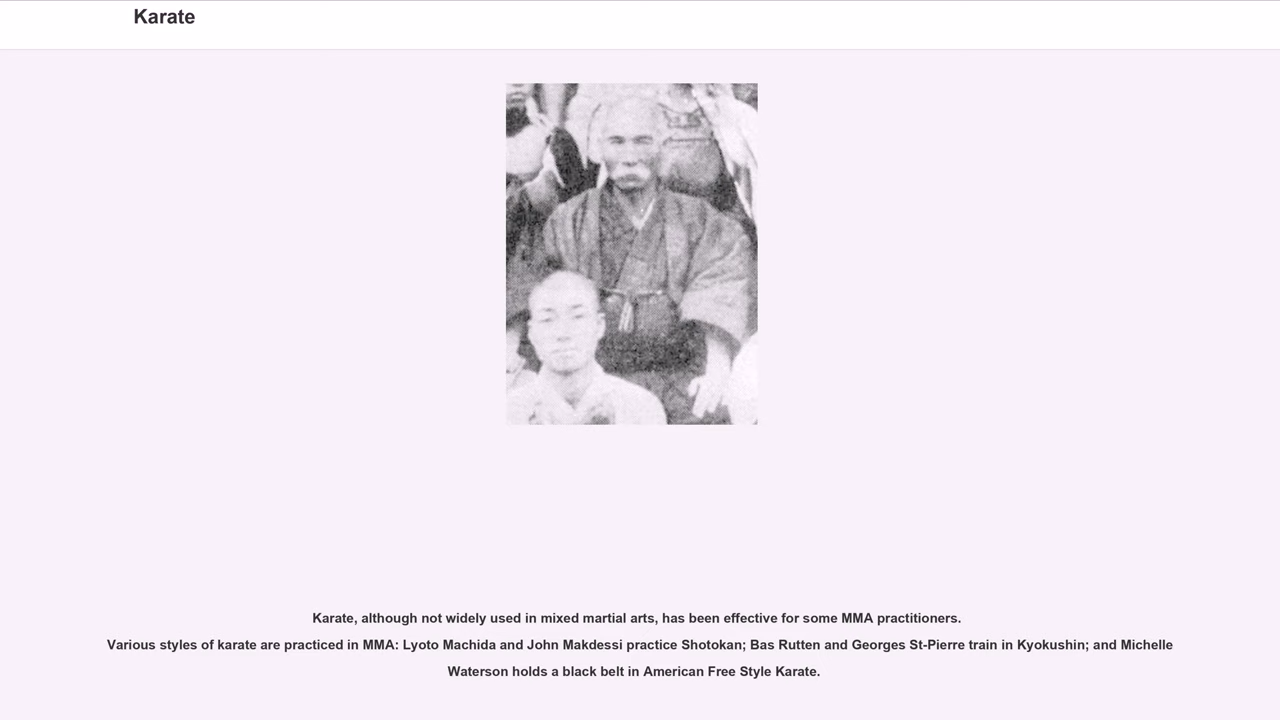 Karate
Karate, although not widely used in mixed martial arts, has been effective for some MMA practitioners.
Various styles of karate are practiced in MMA: Lyoto Machida and John Makdessi practice Shotokan; Bas Rutten and Georges St-Pierre train in Kyokushin; and Michelle
Waterson holds a black belt in American Free Style Karate.